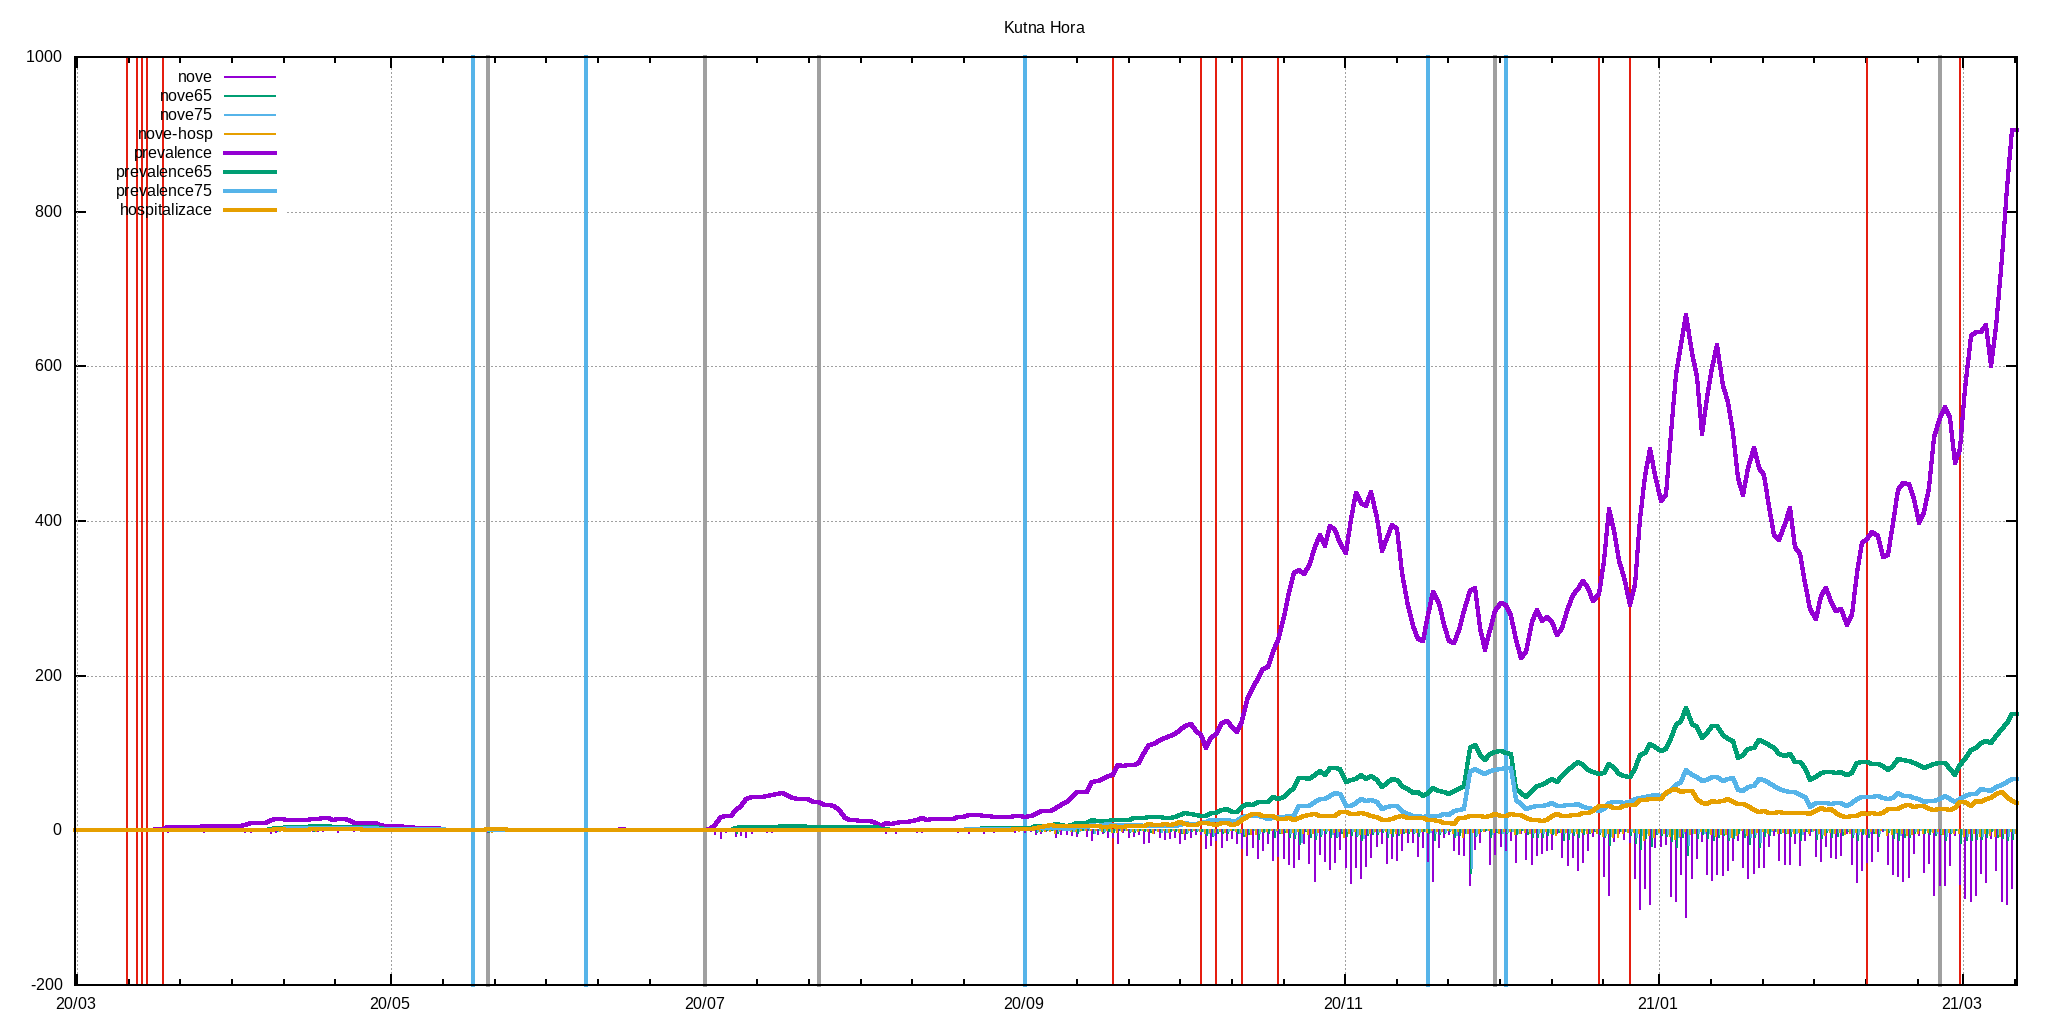 Kutna Hora
1000
800
600
400
200
0
-200
nove
nove65
nove75
nove-hosp
prevalence
prevalence65
prevalence75
hospitalizace
20/03 20/05 20/07 20/09 20/11 21/01 21/03